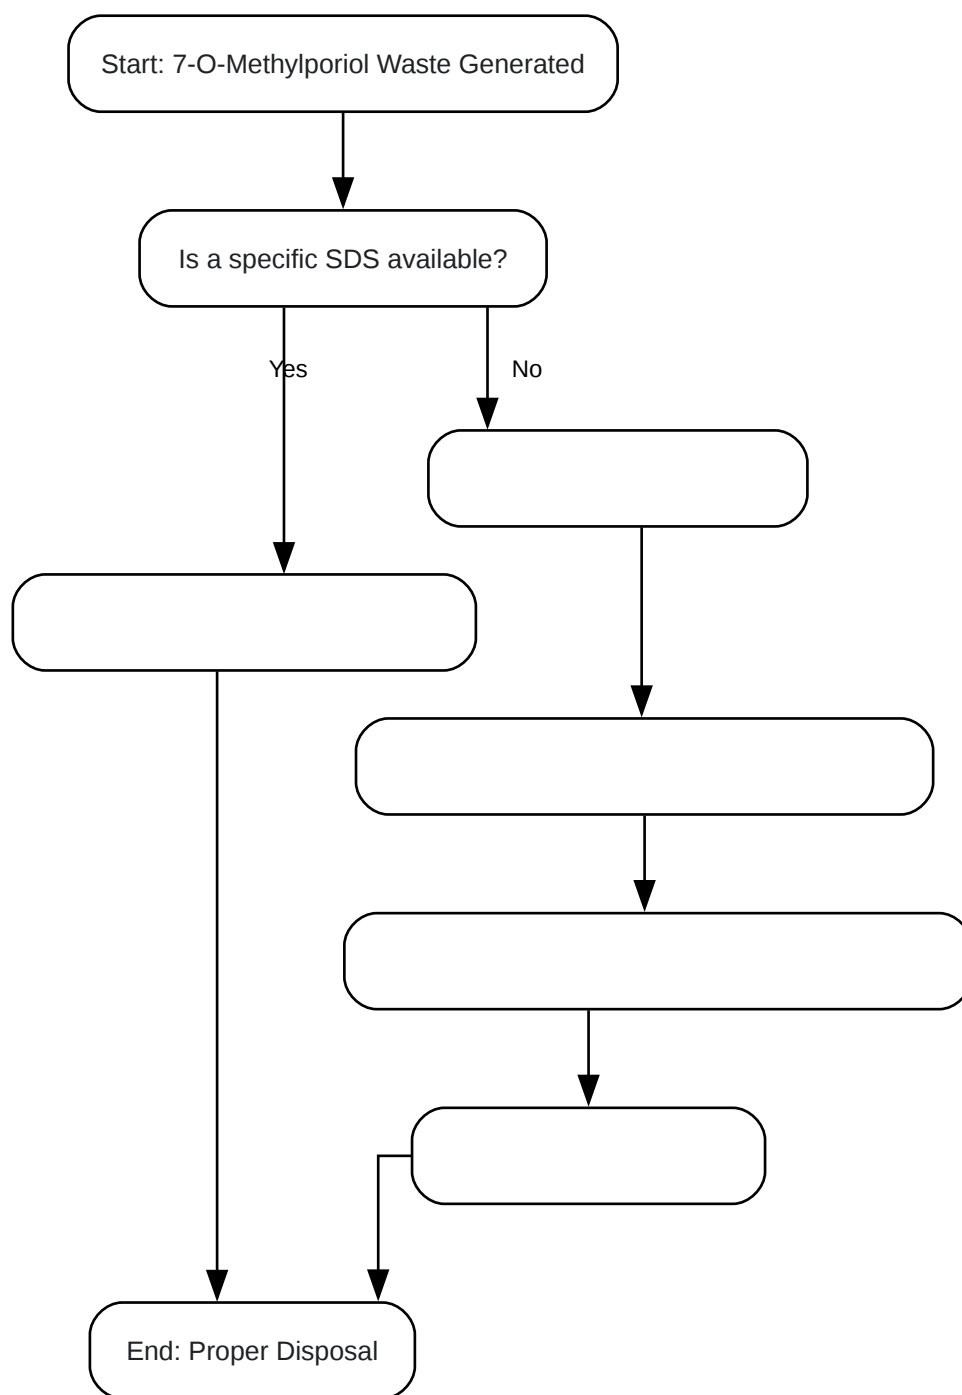 Start: 7-O-Methylporiol Waste Generated
Is a specific SDS available?
Yes
No
End: Proper Disposal